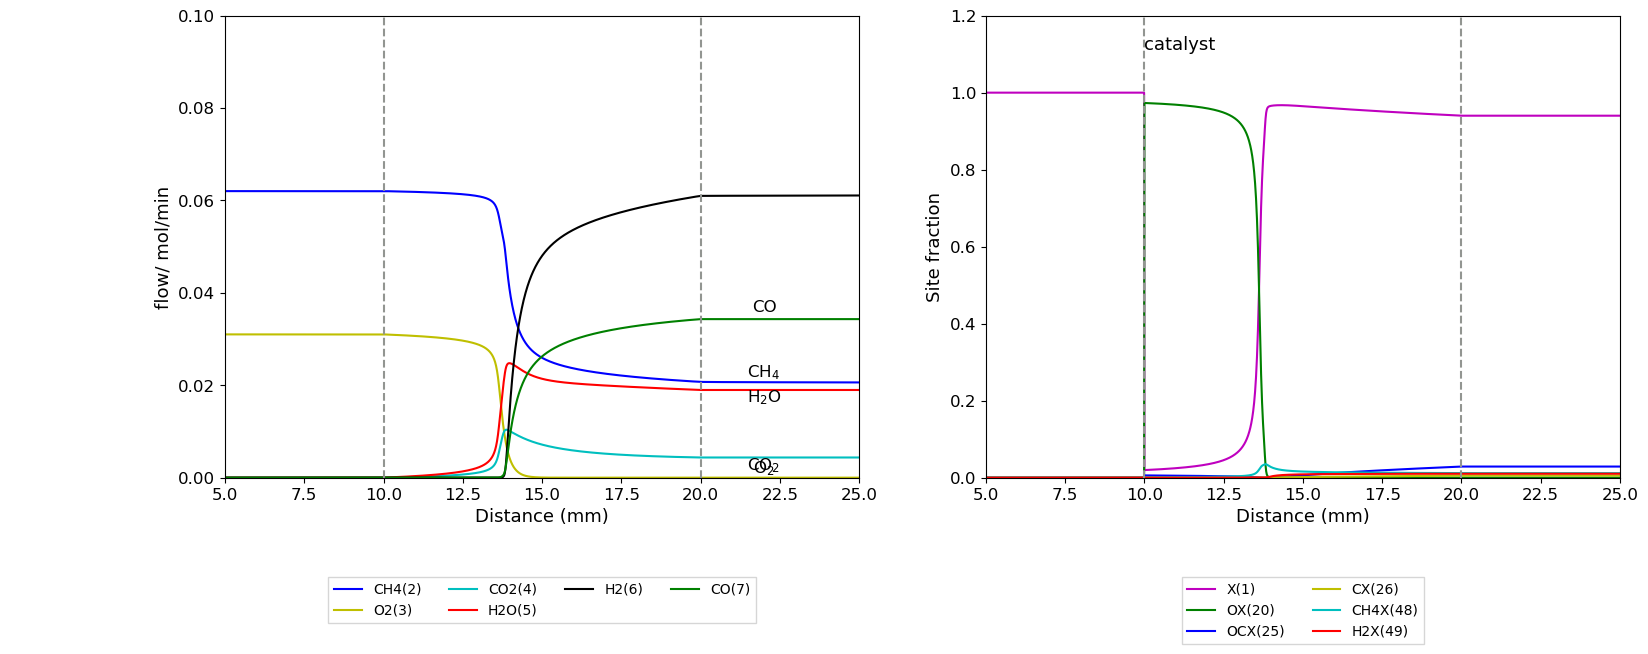 0.10
0.08
0.06
0.04
0.02
0.00
flow/ mol/min
CO
CH₄
H₂O
CO₂
O₂
5.0 7.5 10.0 12.5 15.0 17.5 20.0 22.5 25.0
Distance (mm)
CH4(2) CO2(4) H2(6) CO(7)
O2(3) H2O(5)
1.2
1.0
0.8
0.6
0.4
0.2
0.0
Site fraction
catalyst
5.0 7.5 10.0 12.5 15.0 17.5 20.0 22.5 25.0
Distance (mm)
X(1) CX(26)
OX(20) CH4X(48)
OCX(25) H2X(49)